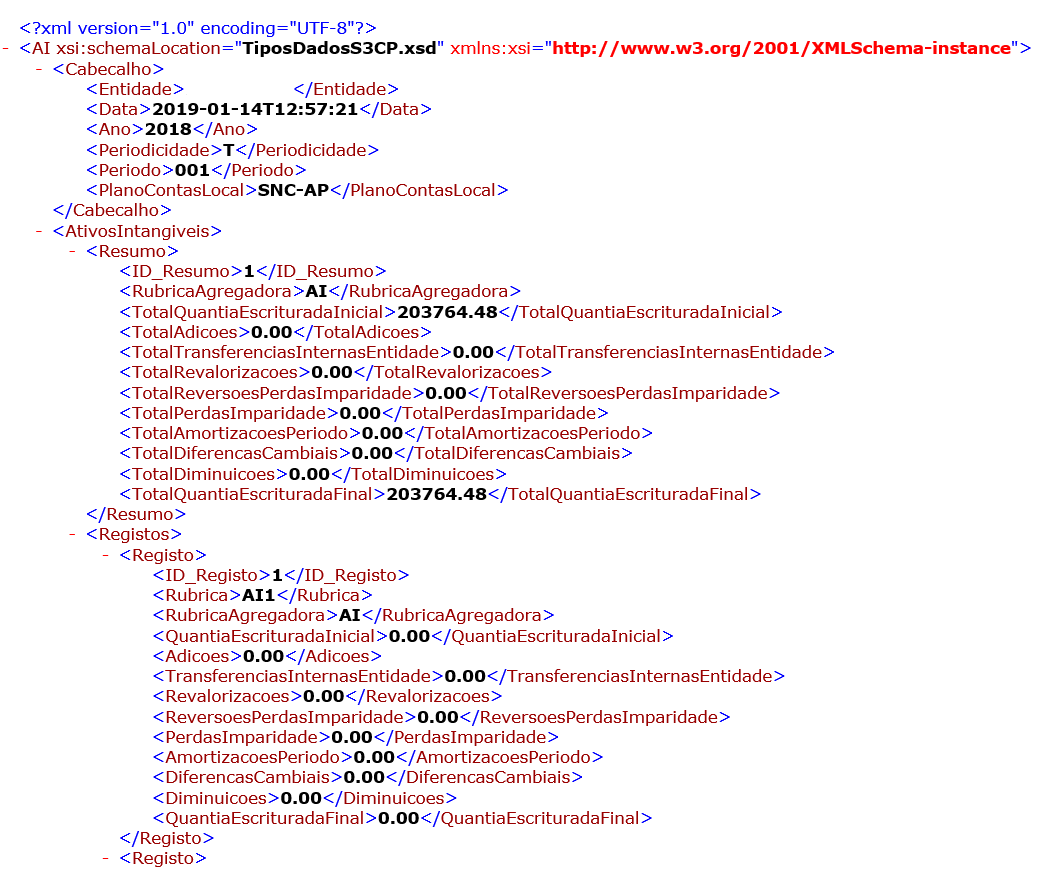 <?xml version="1.0" encoding="UTF-8"?>
- <AI xsi:schemaLocation="TiposDadosS3CP.xsd" xmlns:xsi="http://www.w3.org/2001/XMLSchema-instance">
- <Cabecalho>
<Entidade> </Entidade>
<Data>2019-01-14T12:57:21</Data>
<Ano>2018</Ano>
<Periodicidade>T</Periodicidade>
<Periodo>001</Periodo>
<PlanoContasLocal>SNC-AP</PlanoContasLocal>
</Cabecalho>
- <AtivosIntangiveis>
- <Resumo>
<ID_Resumo>1</ID_Resumo>
<RubricaAgregadora>AI</RubricaAgregadora>
<TotalQuantiaEscrituradaInicial>203764.48</TotalQuantiaEscrituradaInicial>
<TotalAdicoes>0.00</TotalAdicoes>
<TotalTransferenciasInternasEntidade>0.00</TotalTransferenciasInternasEntidade>
<TotalRevalorizacoes>0.00</TotalRevalorizacoes>
<TotalReversoesPerdasImparidade>0.00</TotalReversoesPerdasImparidade>
<TotalPerdasImparidade>0.00</TotalPerdasImparidade>
<TotalAmortizacoesPeriodo>0.00</TotalAmortizacoesPeriodo>
<TotalDiferencasCambiais>0.00</TotalDiferencasCambiais>
<TotalDiminuicoes>0.00</TotalDiminuicoes>
<TotalQuantiaEscrituradaFinal>203764.48</TotalQuantiaEscrituradaFinal>
</Resumo>
- <Registos>
- <Registo>
<ID_Registo>1</ID_Registo>
<Rubrica>AI1</Rubrica>
<RubricaAgregadora>AI</RubricaAgregadora>
<QuantiaEscrituradaInicial>0.00</QuantiaEscrituradaInicial>
<Adicoes>0.00</Adicoes>
<TransferenciasInternasEntidade>0.00</TransferenciasInternasEntidade>
<Revalorizacoes>0.00</Revalorizacoes>
<ReversoesPerdasImparidade>0.00</ReversoesPerdasImparidade>
<PerdasImparidade>0.00</PerdasImparidade>
<AmortizacoesPeriodo>0.00</AmortizacoesPeriodo>
<DiferencasCambiais>0.00</DiferencasCambiais>
<Diminuicoes>0.00</Diminuicoes>
<QuantiaEscrituradaFinal>0.00</QuantiaEscrituradaFinal>
</Registo>
- <Registo>